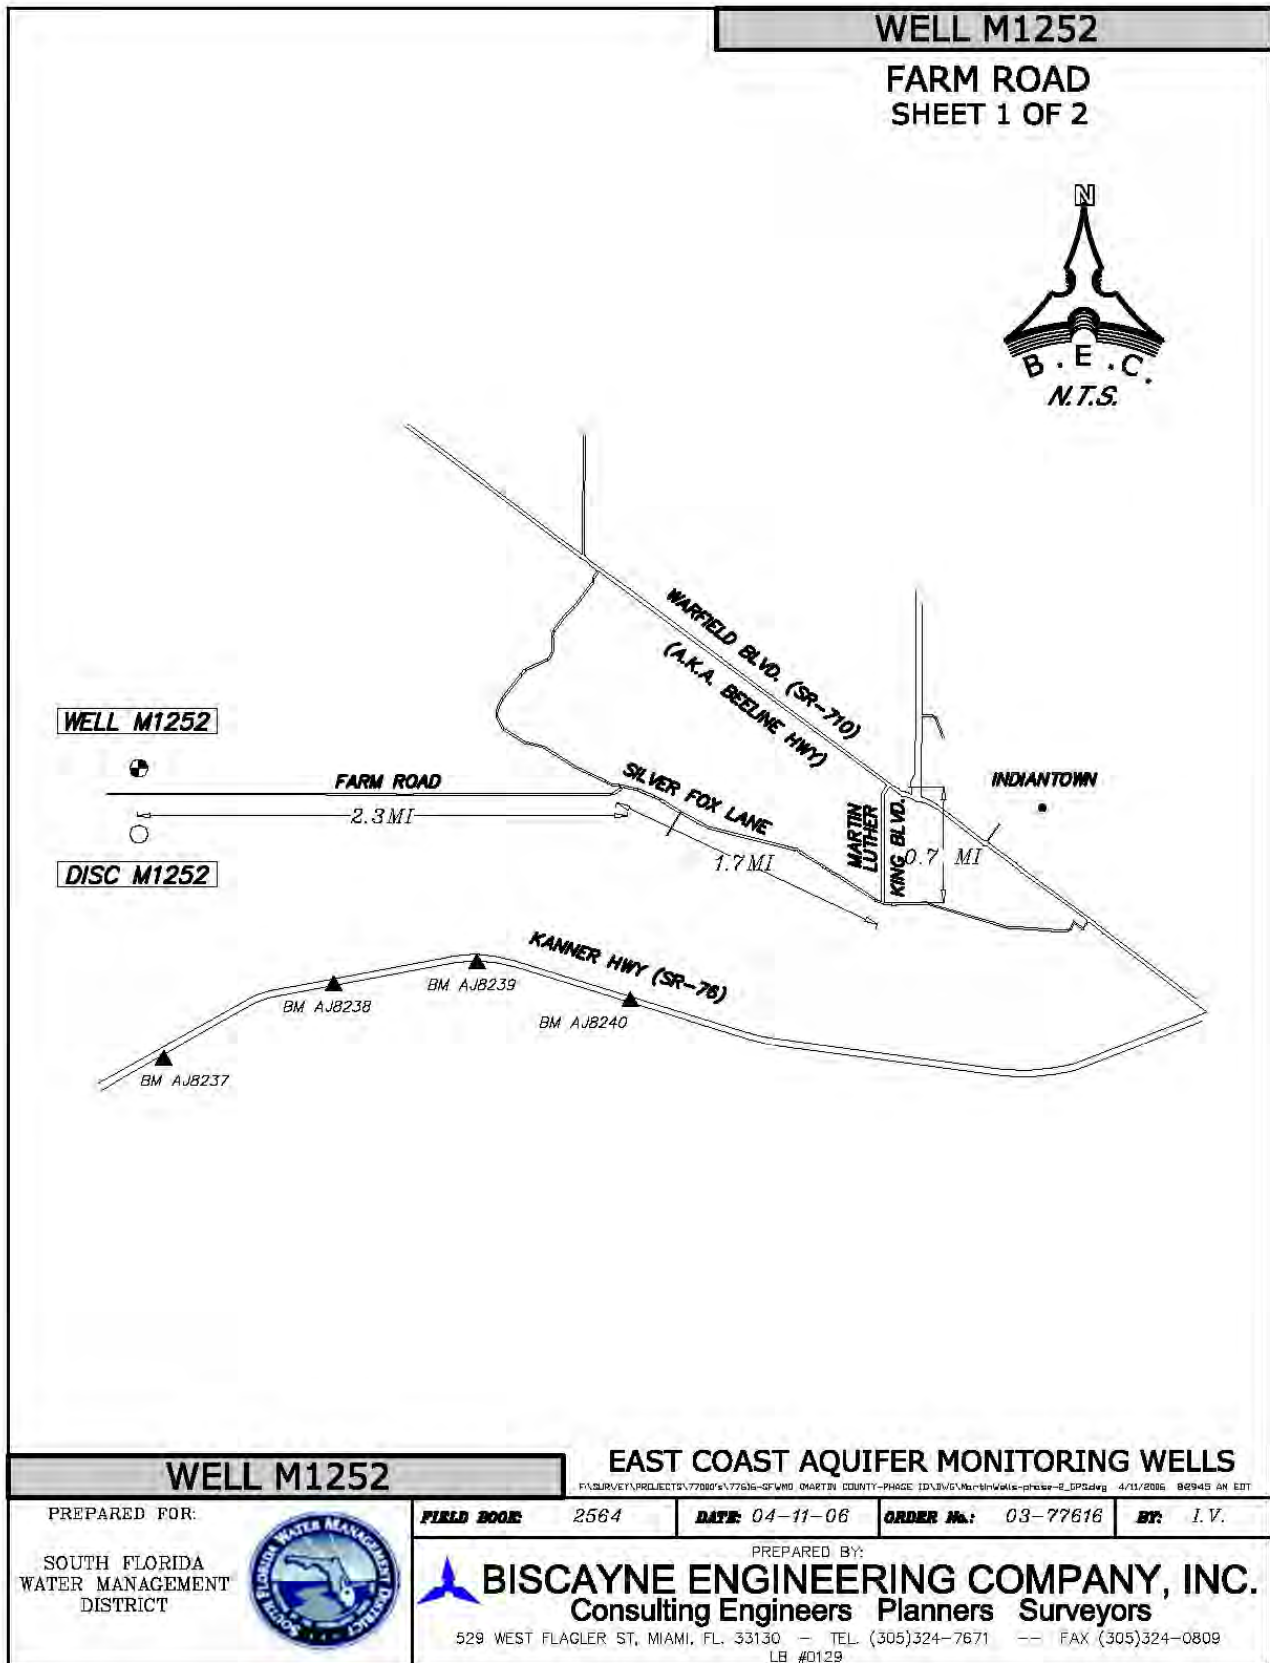 WELL M1252
FARM ROAD
SHEET 1 OF 2
N
B.E.C.
N.T.S.
WARFIELD BLVD. (SR-710)
(A.K.A. BEELINE HWY)
WELL M1252
FARM ROAD
2.3MI
SILVER FOX LANE
1.7MI
MARTIN
LUTHER
KING BLVD.
0.7 MI
INDIANTOWN
DISC M1252
KANNER HWY (SR-76)
BM AJ8239
BM AJ8238
BM AJ8240
BM AJ8237
WELL M1252
EAST COAST AQUIFER MONITORING WELLS
PREPARED FOR:
SOUTH FLORIDA
WATER MANAGEMENT
DISTRICT
SOUTH FLORIDA WATER MANAGEMENT DISTRICT
FIELD BOOK: 2564
DATE: 04-11-06
ORDER No.: 03-77616
BY: I.V.
PREPARED BY:
BISCAYNE ENGINEERING COMPANY, INC.
Consulting Engineers Planners Surveyors
529 WEST FLAGLER ST, MIAMI, FL. 33130 - TEL. (305)324-7671 -- FAX (305)324-0809
LB #0129